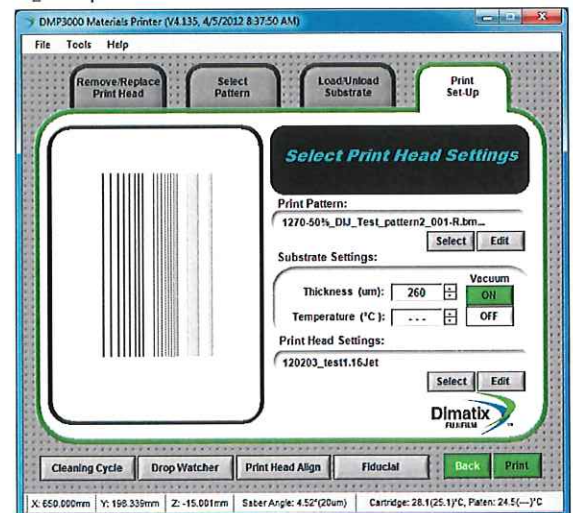 DMP3000 Materials Printer (V4.135, 4/5/2012 8:37:50 AM)
File Tools Help
Remove/Replace
Print Head
Select
Pattern
Load/Unload
Substrate
Print
Set-Up
Select Print Head Settings
Print Pattern:
1270-50%_DIJ_Test_pattern2_001-R.bm...
Select Edit
Substrate Settings:
Vacuum
Thickness (um): 260 ON
Temperature (°C): - - - OFF
Print Head Settings:
120203_test1.16Jet
Select Edit
Dimatix
FUJIFILM
Cleaning Cycle Drop Watcher Print Head Align Fiducial Back Print
X: 650.000mm Y: 198.339mm Z: -15.001mm Saber Angle: 4.52°(20um) Cartridge: 28.1(25.1)°C, Platen: 24.5(---)°C